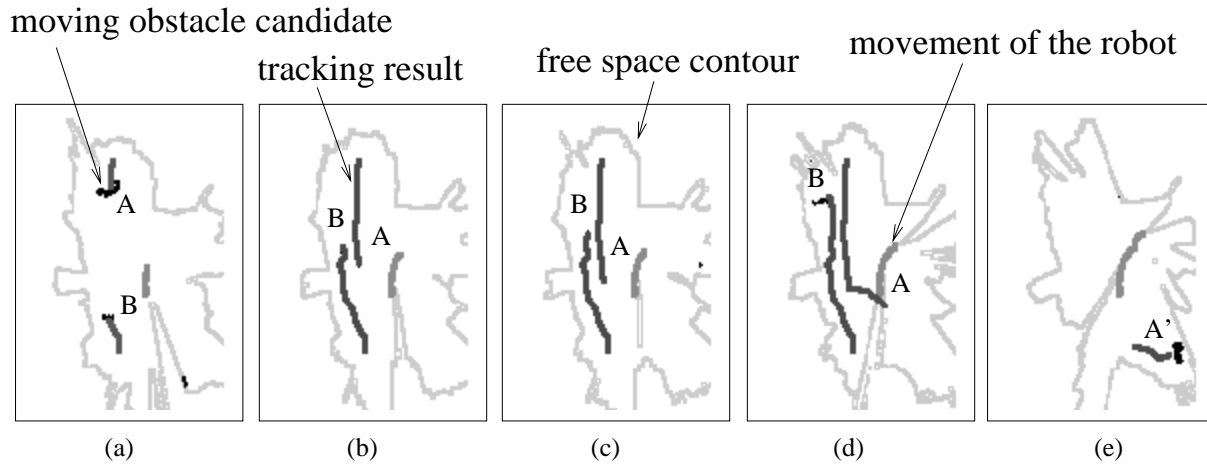 moving obstacle candidate
tracking result
free space contour
movement of the robot
A
B
B
A
B
A
B
A
A’
(a)
(b)
(c)
(d)
(e)